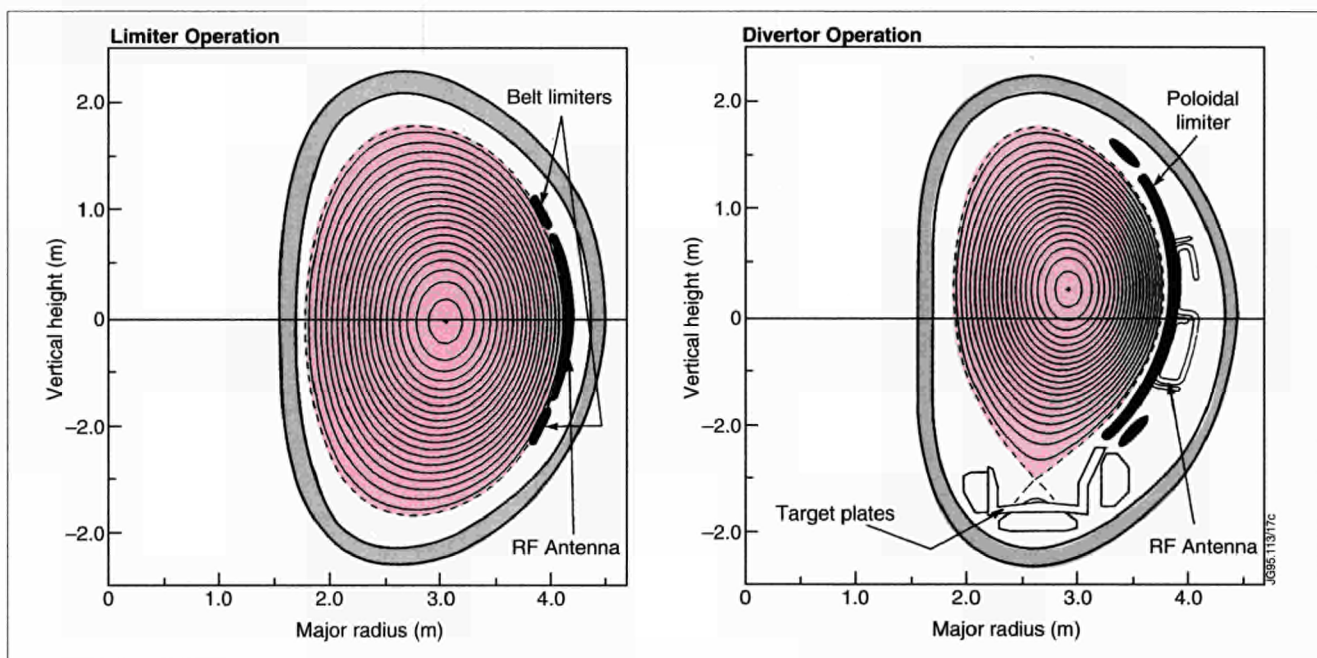 Limiter Operation
Belt limiters
2.0
1.0
0
–2.0
–2.0
Vertical height (m)
RF Antenna
0
1.0
2.0
3.0
4.0
Major radius (m)
Divertor Operation
Poloidal
limiter
2.0
1.0
0
–2.0
–2.0
Vertical height (m)
Target plates
RF Antenna
JG95.113/17c
0
1.0
2.0
3.0
4.0
Major radius (m)